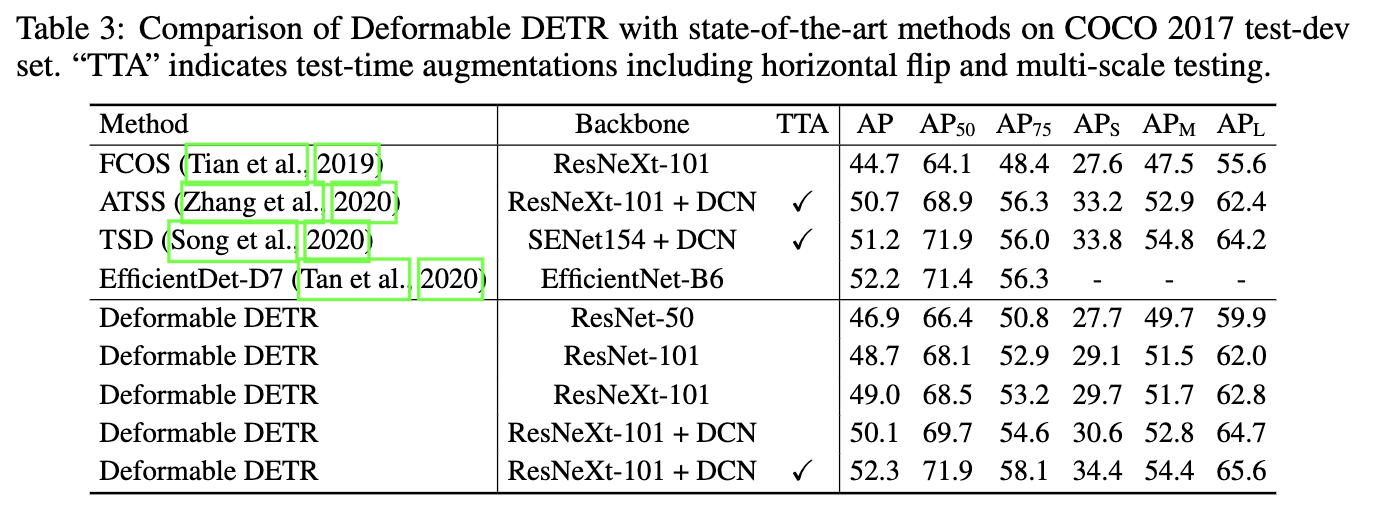 Table 3: Comparison of Deformable DETR with state-of-the-art methods on COCO 2017 test-dev
set. “TTA” indicates test-time augmentations including horizontal flip and multi-scale testing.
Method Backbone TTA AP AP50 AP75 APS APM APL
FCOS (Tian et al., 2019) ResNeXt-101 44.7 64.1 48.4 27.6 47.5 55.6
ATSS (Zhang et al., 2020) ResNeXt-101 + DCN ✓ 50.7 68.9 56.3 33.2 52.9 62.4
TSD (Song et al., 2020) SENet154 + DCN ✓ 51.2 71.9 56.0 33.8 54.8 64.2
EfficientDet-D7 (Tan et al., 2020) EfficientNet-B6 52.2 71.4 56.3 - - -
Deformable DETR ResNet-50 46.9 66.4 50.8 27.7 49.7 59.9
Deformable DETR ResNet-101 48.7 68.1 52.9 29.1 51.5 62.0
Deformable DETR ResNeXt-101 49.0 68.5 53.2 29.7 51.7 62.8
Deformable DETR ResNeXt-101 + DCN 50.1 69.7 54.6 30.6 52.8 64.7
Deformable DETR ResNeXt-101 + DCN ✓ 52.3 71.9 58.1 34.4 54.4 65.6